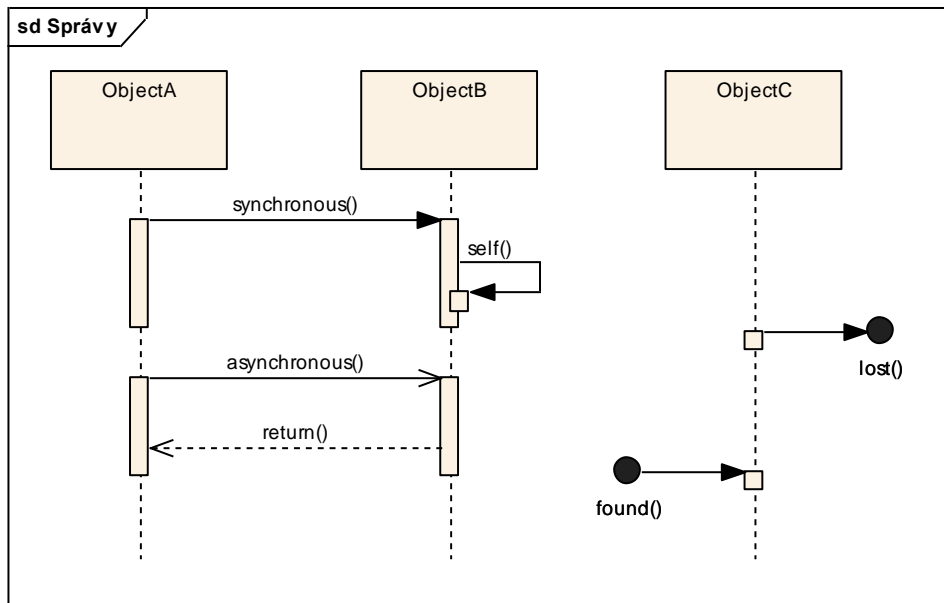 sd Správy
ObjectA
ObjectB
ObjectC
synchronous()
self()
lost()
asynchronous()
return()
found()